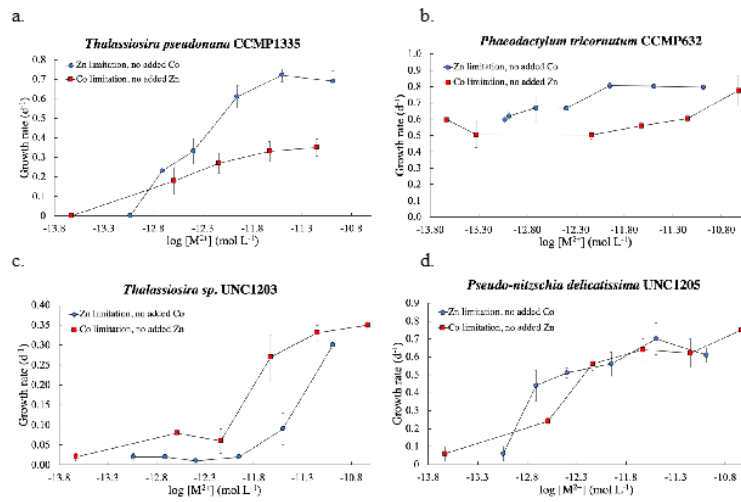 a.
Thalassiosira pseudonana CCMP1335
Zn limitation, no added Co
Co limitation, no added Zn
0.8
0.7
0.6
0.5
0.4
0.3
0.2
0.1
0
Growth rate (d⁻¹)
-13.8 -13.3 -12.8 -12.3 -11.8 -11.3 -10.8
log [M²⁺] (mol L⁻¹)
b.
Phaeodactylum tricornutum CCMP632
Zn limitation, no added Co
Co limitation, no added Zn
1.0
0.9
0.8
0.7
0.6
0.5
0.4
0.3
0.2
0.1
0
Growth rate (d⁻¹)
-13.80 -13.30 -12.80 -12.30 -11.80 -11.30 -10.80
log [M²⁺] (mol L⁻¹)
c.
Thalassiosira sp. UNC1203
Zn limitation, no added Co
Co limitation, no added Zn
0.40
0.35
0.30
0.25
0.20
0.15
0.10
0.05
0.00
Growth rate (d⁻¹)
-13.8 -13.3 -12.8 -12.3 -11.8 -11.3 -10.8
log [M²⁺] (mol L⁻¹)
d.
Pseudo-nitzschia delicatissima UNC1205
Zn limitation, no added Co
Co limitation, no added Zn
0.9
0.8
0.7
0.6
0.5
0.4
0.3
0.2
0.1
0
Growth rate (d⁻¹)
-13.8 -13.3 -12.8 -12.3 -11.8 -11.3 -10.8
log [M²⁺] (mol L⁻¹)